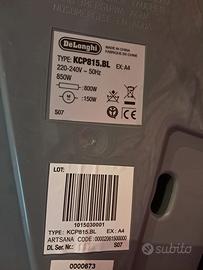 DeLonghi
MADE IN CHINA
FABRIQUÉ EN CHINE
TYPE: KCP815.BL EX: A4
220-240V ~ 50Hz
850W
: 800W
M : 150W
S07
LOT:
1015030001
TYPE: KCP815.BL EX: A4
ARTSANA CODE:
DL Ser. Nr.:
S07
0000673
subito